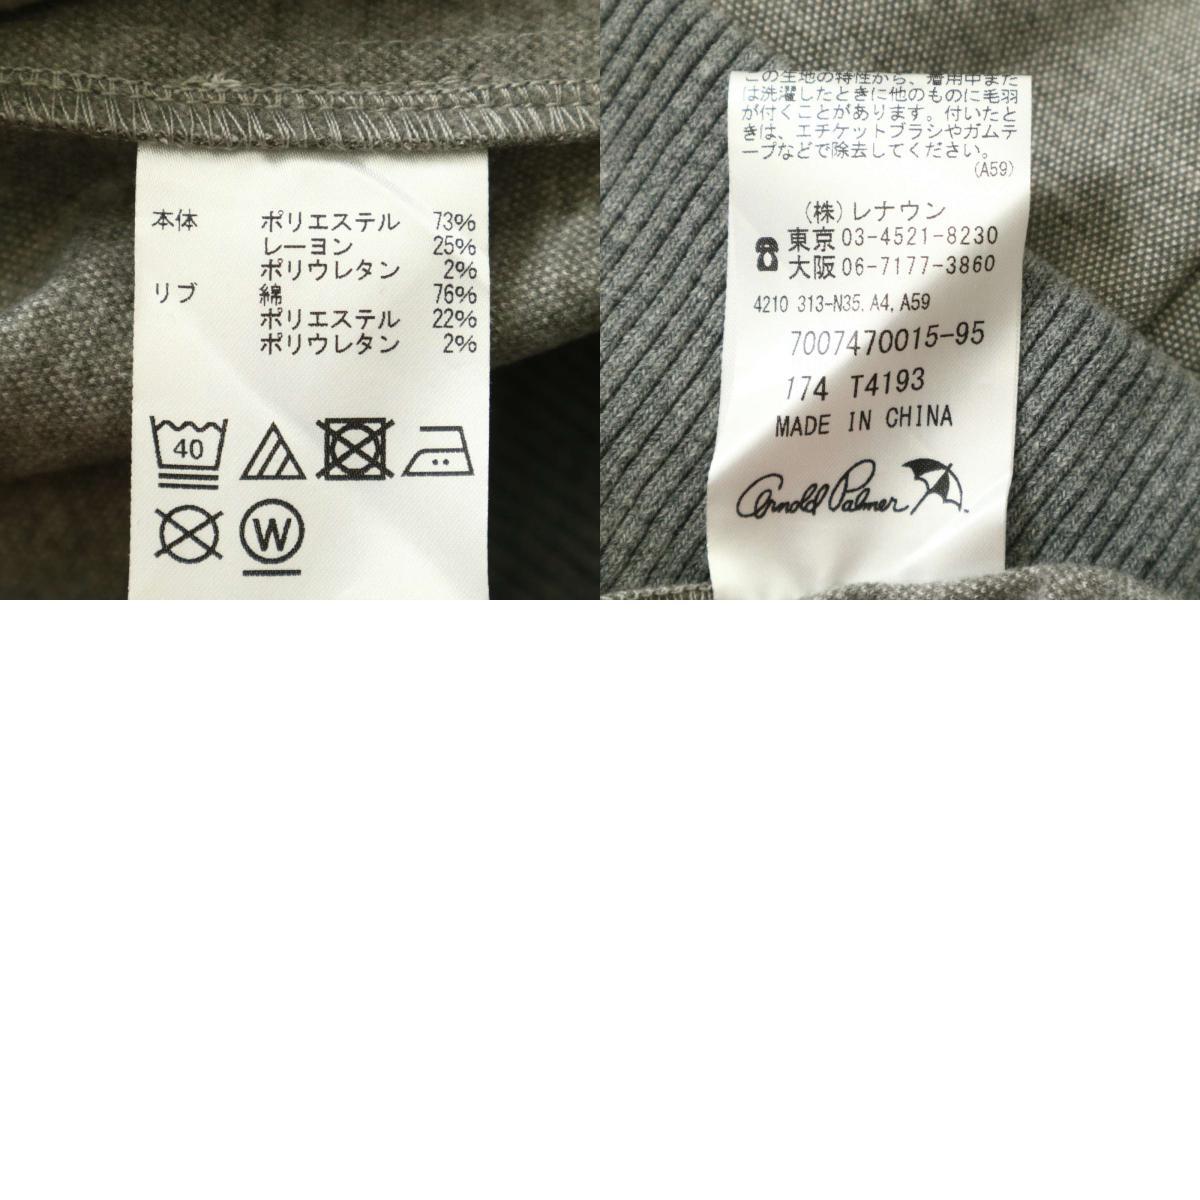 本体 ポリエステル 73%
レーヨン 25%
ポリウレタン 2%
リブ 綿 76%
ポリエステル 22%
ポリウレタン 2%
40
W
この生地の特性から、着用中また
は洗濯したときに他のものに毛羽
が付くことがあります。付いたと
きは、エチケットブラシやガムテ
ープなどで除去してください。
(A59)
(株)レナウン
東京 03-4521-8230
大阪 06-7177-3860
4210 313-N35. A4, A59
7007470015-95
174 T4193
MADE IN CHINA
Arnold Palmer